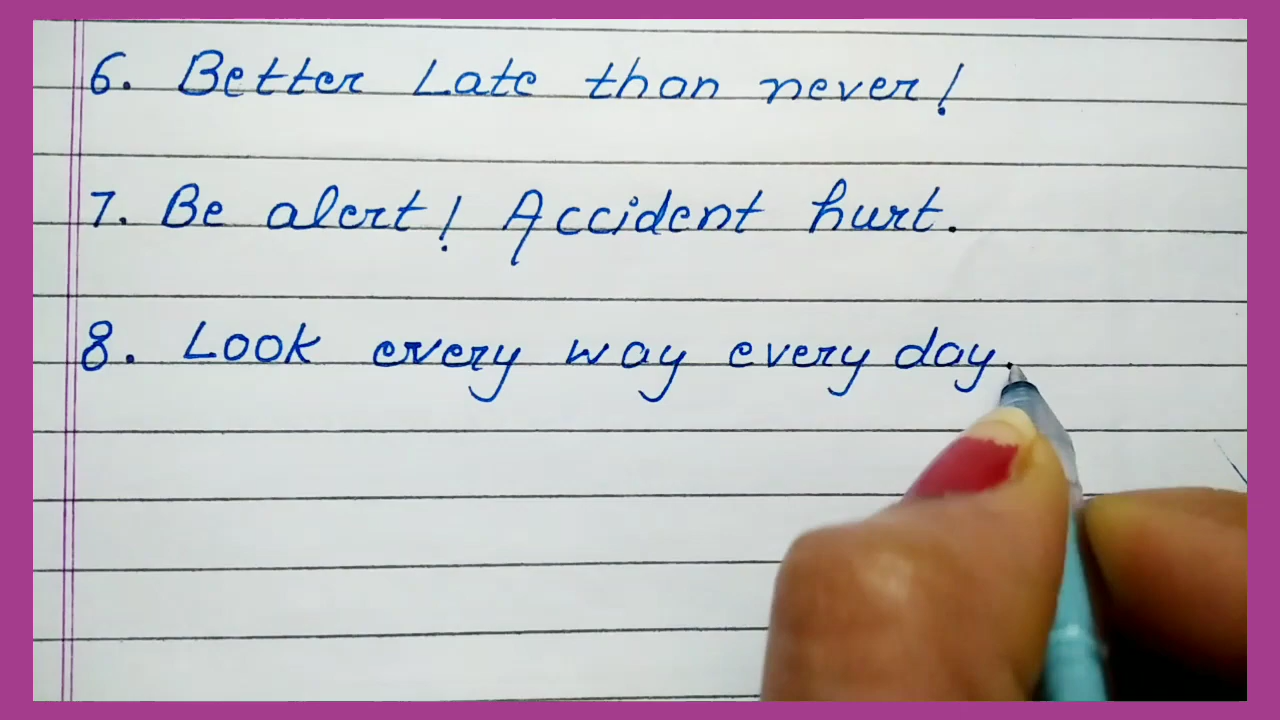 6. Better Late than never!
7. Be alert! Accident hurt.
8. Look every way every day.